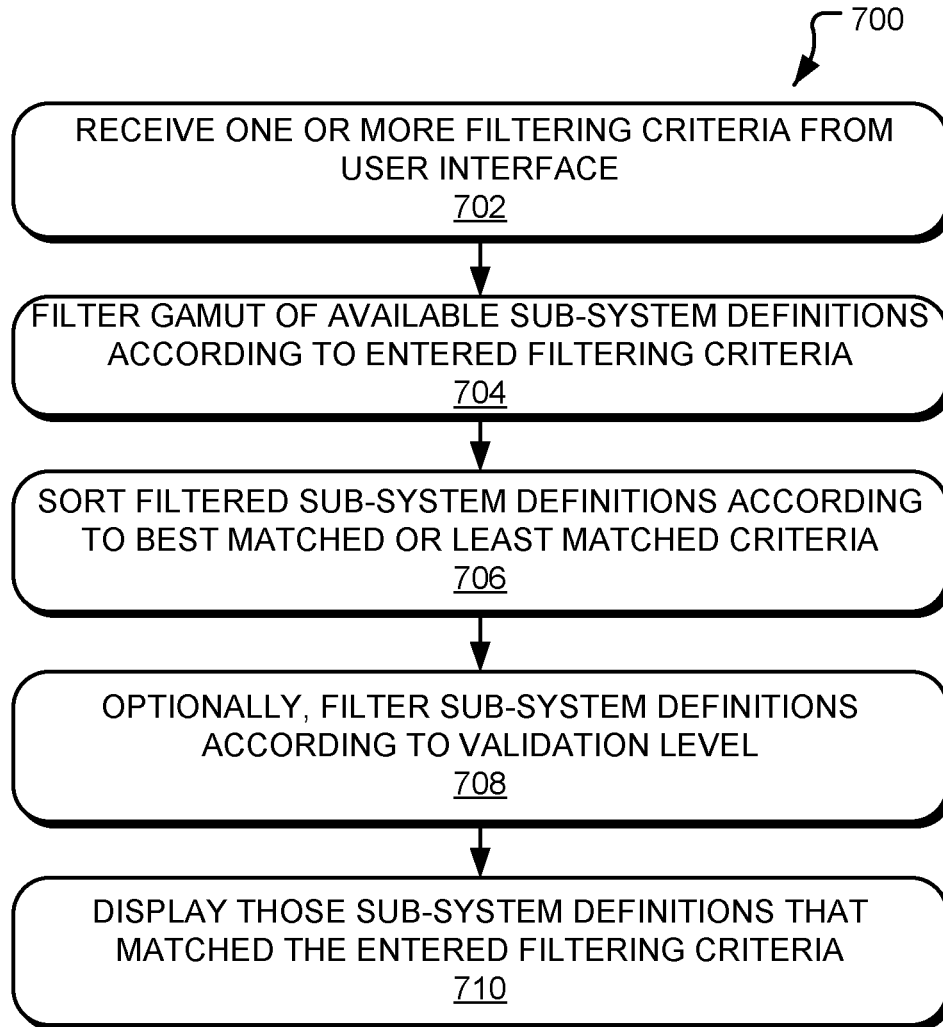 700
RECEIVE ONE OR MORE FILTERING CRITERIA FROM
USER INTERFACE
702
FILTER GAMUT OF AVAILABLE SUB-SYSTEM DEFINITIONS
ACCORDING TO ENTERED FILTERING CRITERIA
704
SORT FILTERED SUB-SYSTEM DEFINITIONS ACCORDING
TO BEST MATCHED OR LEAST MATCHED CRITERIA
706
OPTIONALLY, FILTER SUB-SYSTEM DEFINITIONS
ACCORDING TO VALIDATION LEVEL
708
DISPLAY THOSE SUB-SYSTEM DEFINITIONS THAT
MATCHED THE ENTERED FILTERING CRITERIA
710